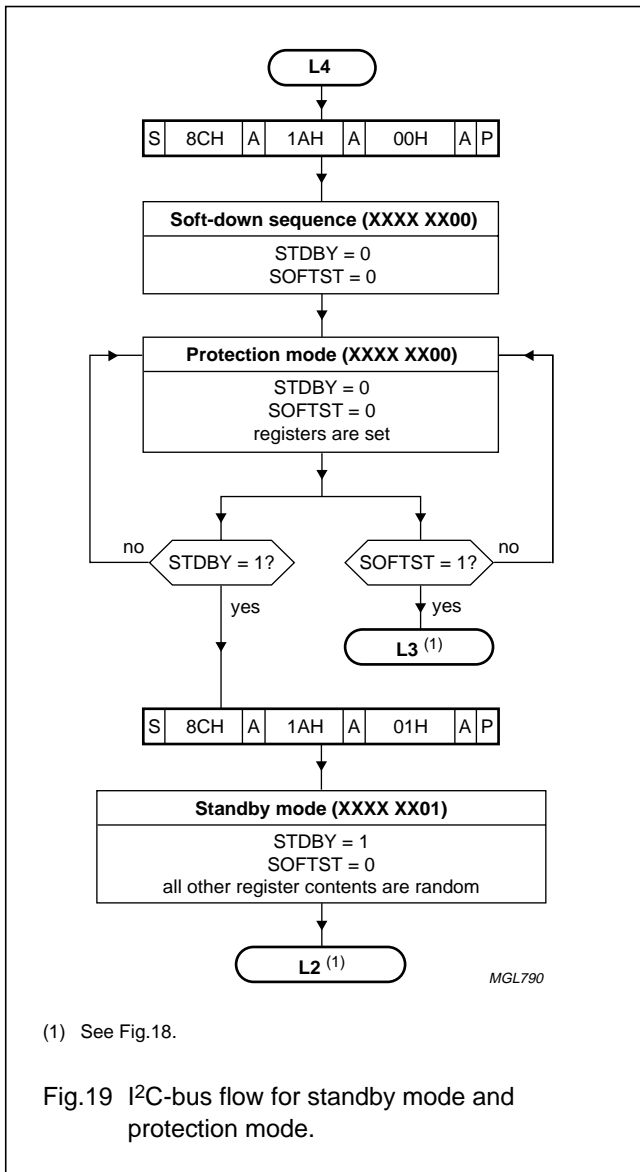 L4
S 8CH A 1AH A 00H A P
Soft-down sequence (XXXX XX00)
STDBY = 0
SOFTST = 0
Protection mode (XXXX XX00)
STDBY = 0
SOFTST = 0
registers are set
no STDBY = 1? SOFTST = 1? no
yes yes
L3 (1)
S 8CH A 1AH A 01H A P
Standby mode (XXXX XX01)
STDBY = 1
SOFTST = 0
all other register contents are random
L2 (1)
MGL790
(1) See Fig.18.
Fig.19 I²C-bus flow for standby mode and
protection mode.